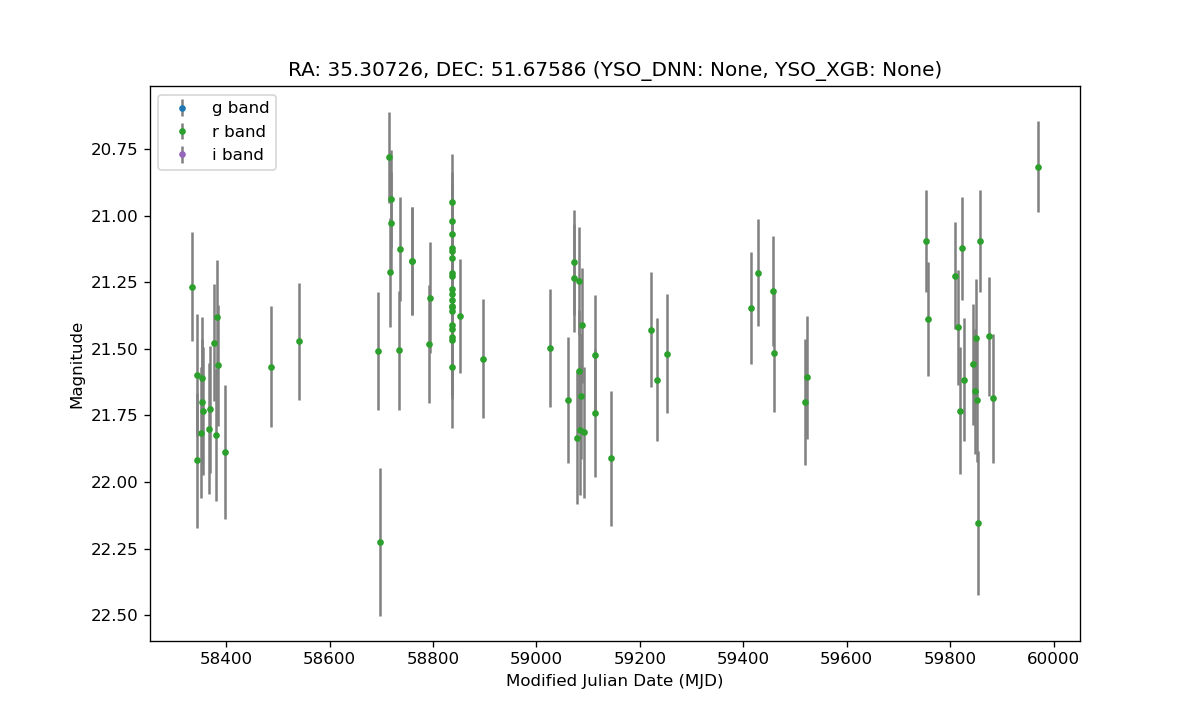 RA: 35.30726, DEC: 51.67586 (YSO_DNN: None, YSO_XGB: None)
g band
r band
i band
20.75
21.00
21.25
21.50
21.75
22.00
22.25
22.50
Magnitude
58400 58600 58800 59000 59200 59400 59600 59800 60000
Modified Julian Date (MJD)